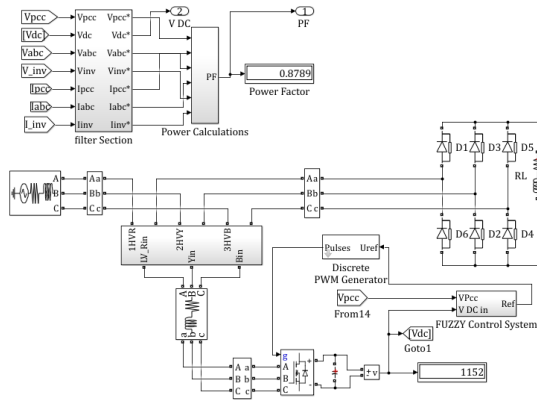 Vpcc
Vpcc
Vpcc*
2
V DC
1
PF
[Vdc]
Vdc
Vdc*
Vabc
Vabc
Vabc*
V_inv
Vinv
Vinv*
PF
0.8789
Power Factor
Ipcc
Ipcc
Ipcc*
Iabc
Iabc
Iabc*
I_inv
Iinv
Iinv*
filter Section
Power Calculations
D1
D3
D5
RL
A
Aa
Aa
B
Bb
Bb
C
Cc
Cc
D6
D2
D4
1HVR
2HVY
3HVB
LV_Rin
Yin
Bin
Pulses
Uref
Discrete
PWM Generator
A
B
C
a
b
c
Vpcc
From14
VPcc
V DC in
Ref
FUZZY Control System
[Vdc]
Goto1
g
A
a
A
+
B
b
B
C
c
C
-
+
-
v
1152